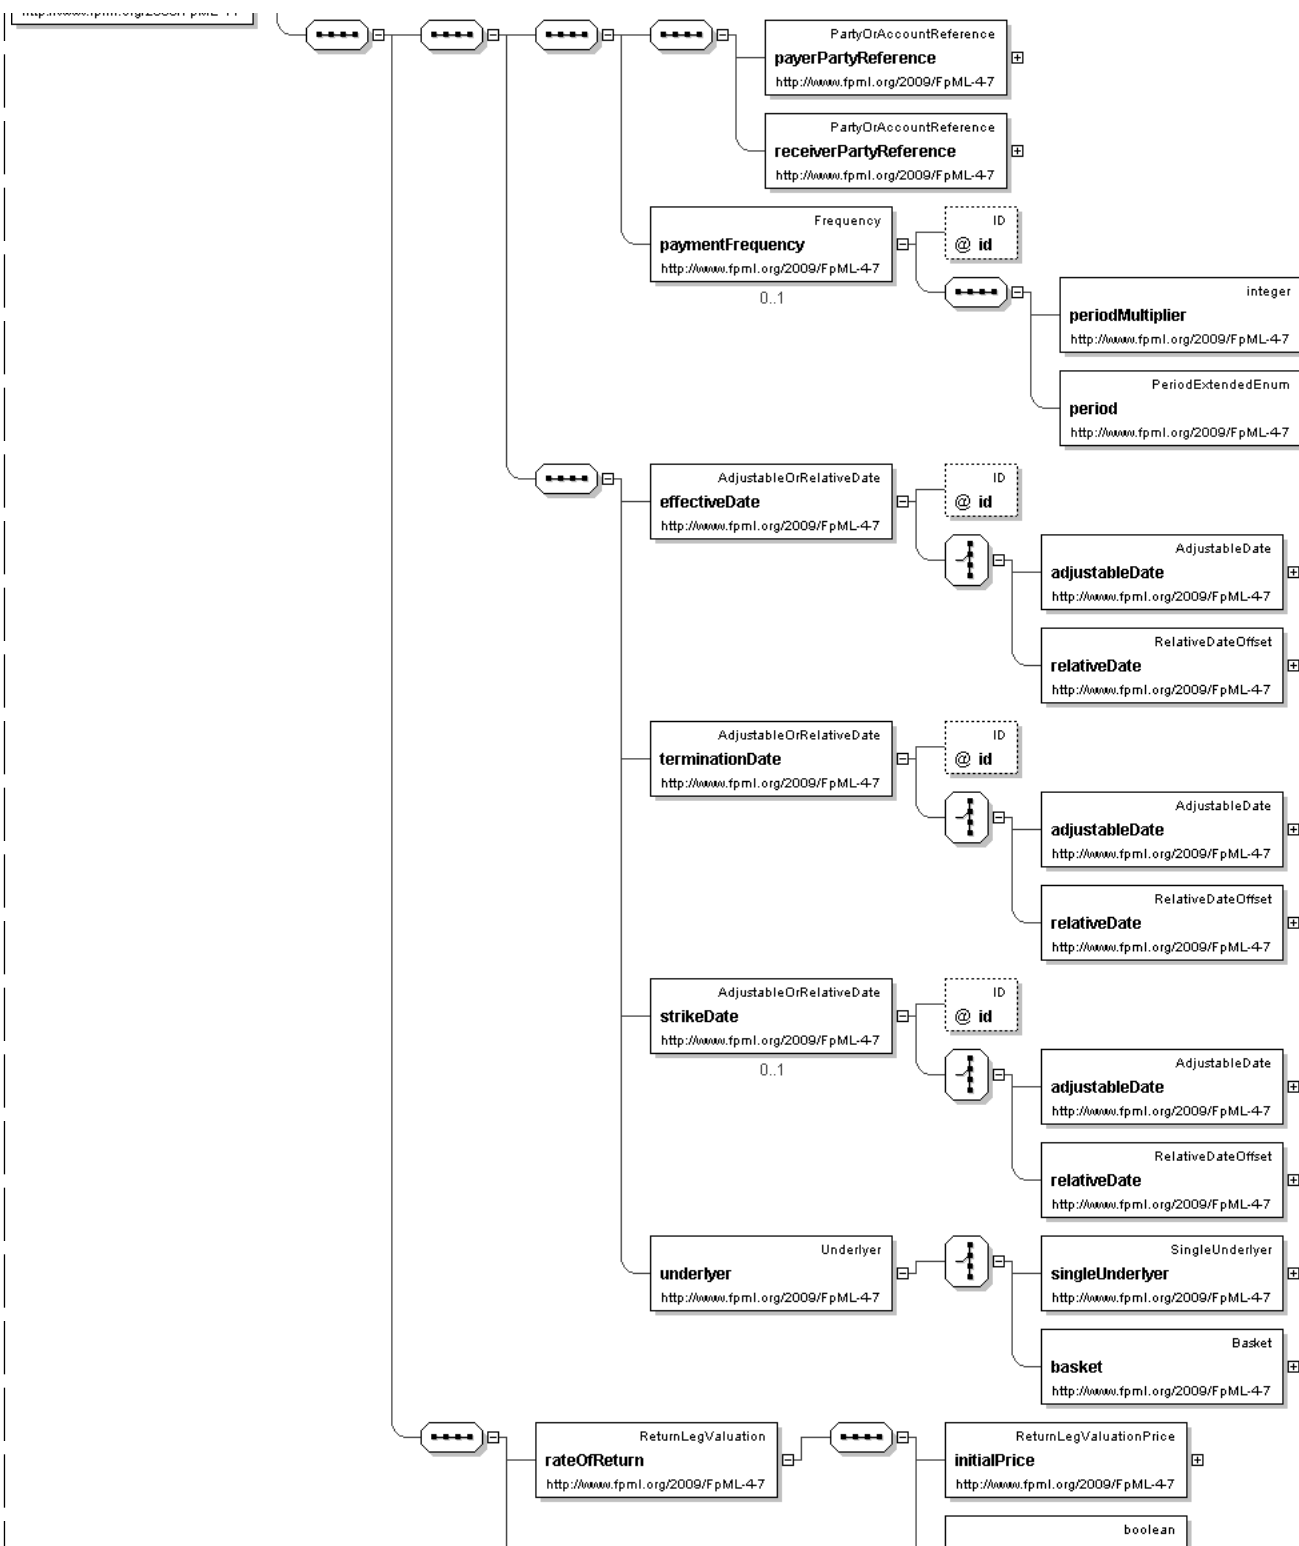 PartyOrAccountReference
payerPartyReference
http://www.fpml.org/2009/FpML-4-7
PartyOrAccountReference
receiverPartyReference
http://www.fpml.org/2009/FpML-4-7
Frequency
paymentFrequency
http://www.fpml.org/2009/FpML-4-7
0..1
ID
@ id
integer
periodMultiplier
http://www.fpml.org/2009/FpML-4-7
PeriodExtendedEnum
period
http://www.fpml.org/2009/FpML-4-7
AdjustableOrRelativeDate
effectiveDate
http://www.fpml.org/2009/FpML-4-7
ID
@ id
AdjustableDate
adjustableDate
http://www.fpml.org/2009/FpML-4-7
RelativeDateOffset
relativeDate
http://www.fpml.org/2009/FpML-4-7
AdjustableOrRelativeDate
terminationDate
http://www.fpml.org/2009/FpML-4-7
ID
@ id
AdjustableDate
adjustableDate
http://www.fpml.org/2009/FpML-4-7
RelativeDateOffset
relativeDate
http://www.fpml.org/2009/FpML-4-7
AdjustableOrRelativeDate
strikeDate
http://www.fpml.org/2009/FpML-4-7
0..1
ID
@ id
AdjustableDate
adjustableDate
http://www.fpml.org/2009/FpML-4-7
RelativeDateOffset
relativeDate
http://www.fpml.org/2009/FpML-4-7
Underlyer
underlyer
http://www.fpml.org/2009/FpML-4-7
SingleUnderlyer
singleUnderlyer
http://www.fpml.org/2009/FpML-4-7
Basket
basket
http://www.fpml.org/2009/FpML-4-7
ReturnLegValuation
rateOfReturn
http://www.fpml.org/2009/FpML-4-7
ReturnLegValuationPrice
initialPrice
http://www.fpml.org/2009/FpML-4-7
boolean